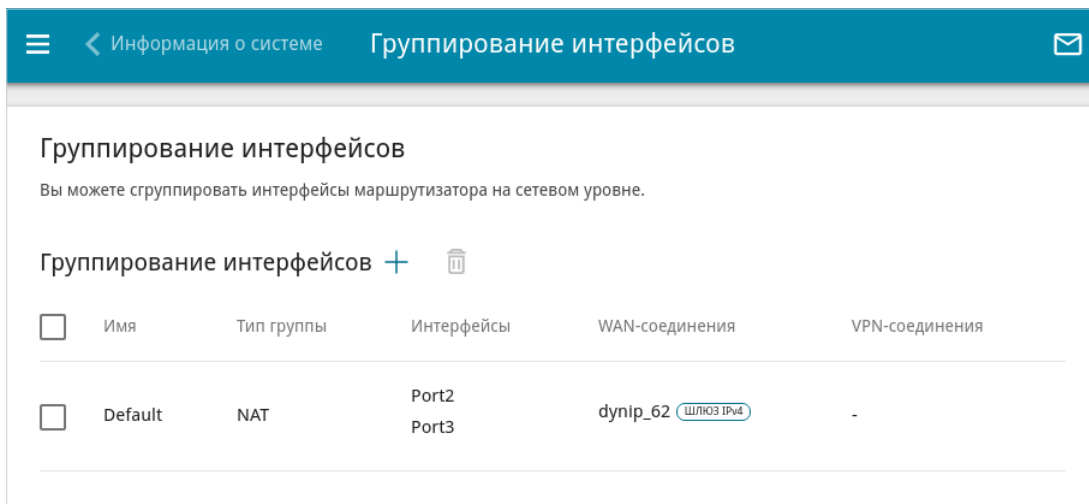 Информация о системе Группирование интерфейсов
Группирование интерфейсов
Вы можете сгруппировать интерфейсы маршрутизатора на сетевом уровне.
Группирование интерфейсов
Имя Тип группы Интерфейсы WAN-соединения VPN-соединения
Default NAT Port2 dynip_62 ШЛЮЗ IPv4 -
Port3